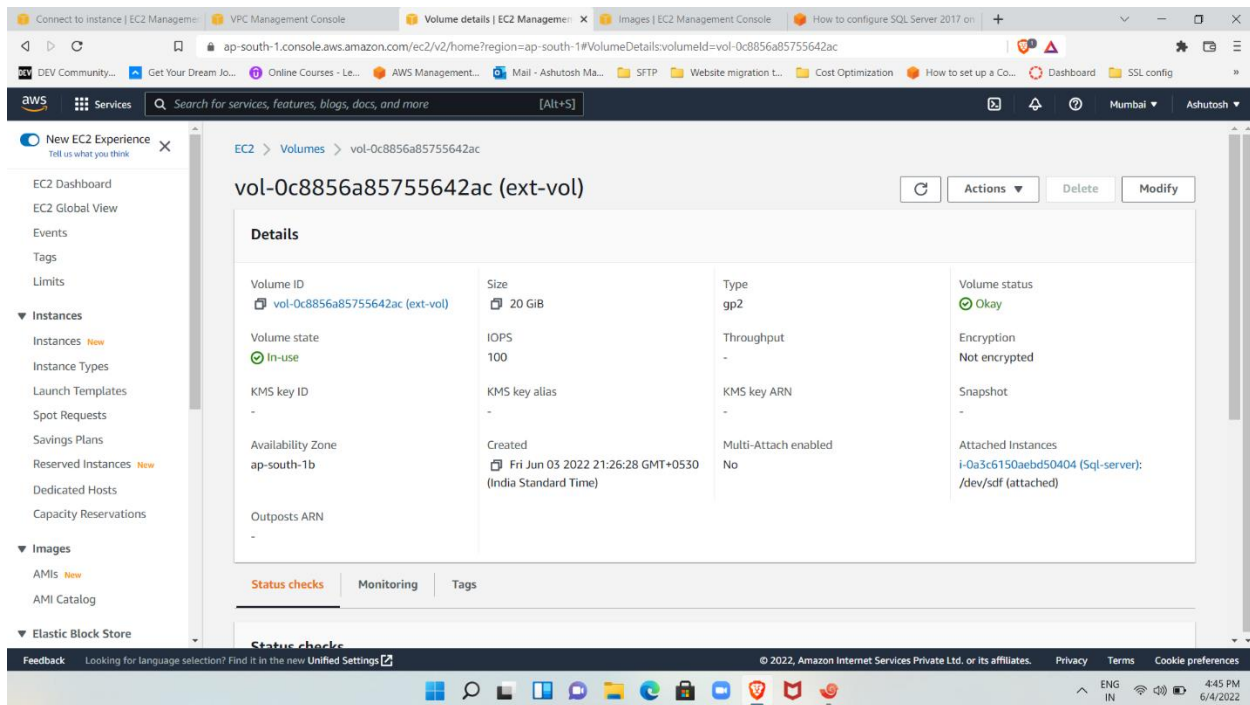 Connect to instance | EC2 Manageme
VPC Management Console
Volume details | EC2 Managemen
Images | EC2 Management Console
How to configure SQL Server 2017 on
ap-south-1.console.aws.amazon.com/ec2/v2/home?region=ap-south-1#VolumeDetails:volumeId=vol-0c8856a85755642ac
DEV DEV Community...
Get Your Dream Jo...
Online Courses - Le...
AWS Management...
Mail - Ashutosh Ma...
SFTP
Website migration t...
Cost Optimization
How to set up a Co...
Dashboard
SSL config
aws
Services
Search for services, features, blogs, docs, and more [Alt+S]
Mumbai ▼
Ashutosh ▼
New EC2 Experience
Tell us what you think
EC2 Dashboard
EC2 Global View
Events
Tags
Limits
▼ Instances
Instances New
Instance Types
Launch Templates
Spot Requests
Savings Plans
Reserved Instances New
Dedicated Hosts
Capacity Reservations
▼ Images
AMIs New
AMI Catalog
▼ Elastic Block Store
EC2 > Volumes > vol-0c8856a85755642ac
vol-0c8856a85755642ac (ext-vol)
Actions ▼
Delete
Modify
Details
Volume ID
vol-0c8856a85755642ac (ext-vol)
Size
20 GiB
Type
gp2
Volume status
Okay
Volume state
In-use
IOPS
100
Throughput
-
Encryption
Not encrypted
KMS key ID
-
KMS key alias
-
KMS key ARN
-
Snapshot
-
Availability Zone
ap-south-1b
Created
Fri Jun 03 2022 21:26:28 GMT+0530
(India Standard Time)
Multi-Attach enabled
No
Attached Instances
i-0a3c6150aebd50404 (Sql-server):
/dev/sdf (attached)
Outposts ARN
-
Status checks
Monitoring
Tags
Status checks
Feedback
Looking for language selection? Find it in the new Unified Settings
© 2022, Amazon Internet Services Private Ltd. or its affiliates.
Privacy
Terms
Cookie preferences
ENG
IN
4:45 PM
6/4/2022